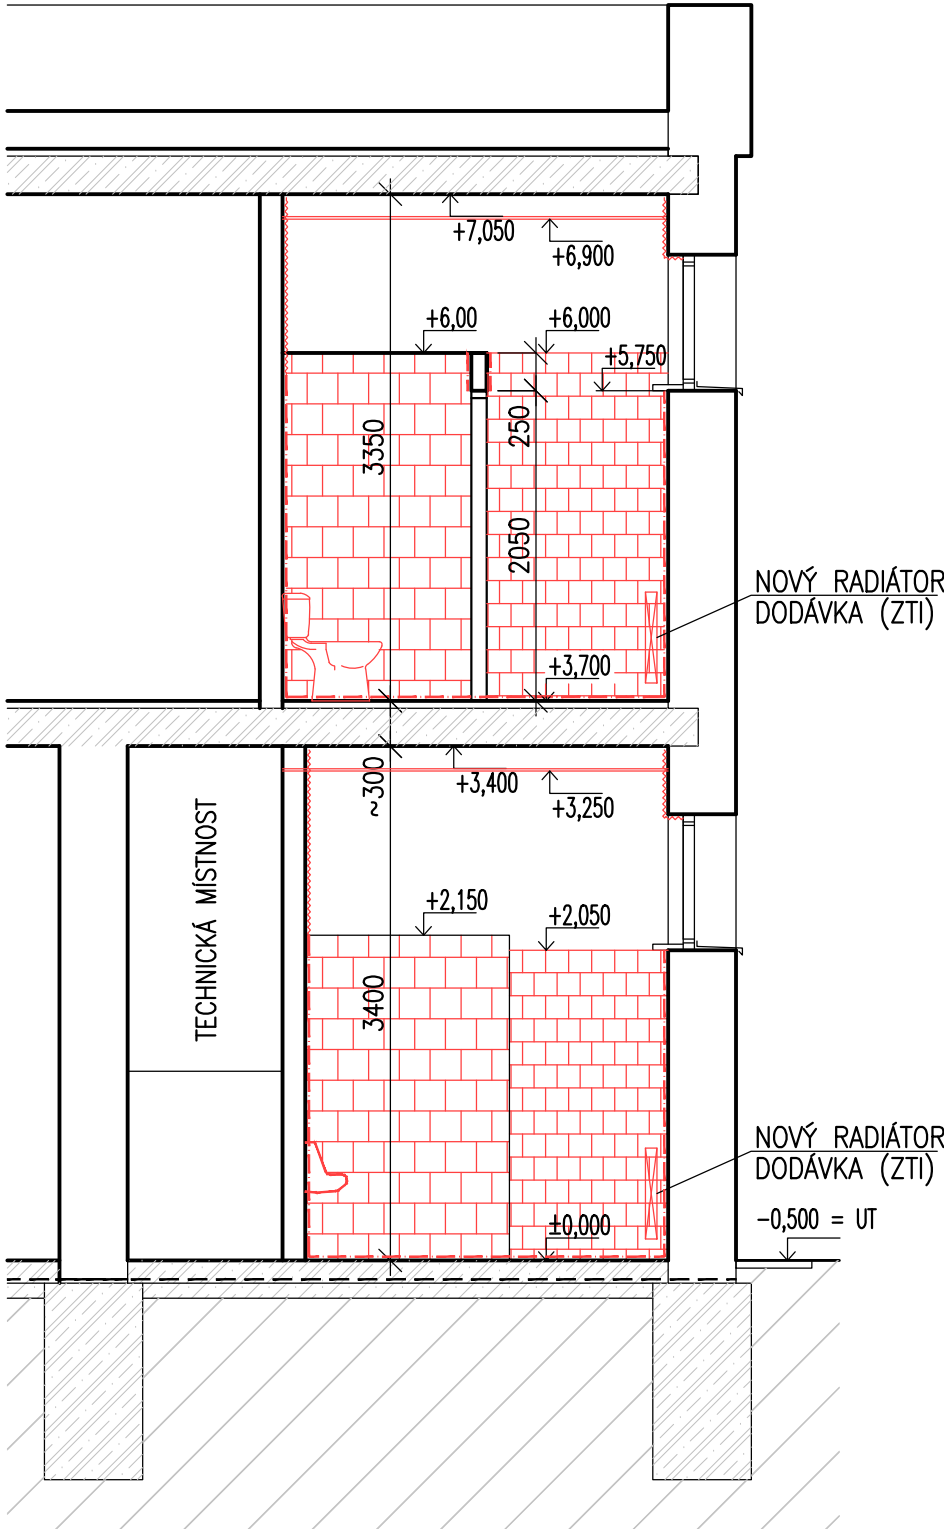 +7,050
+6,900
+6,00
+6,000
+5,750
3350
250
2050
NOVÝ RADIÁTOR
DODÁVKA (ZTI)
+3,700
~300
+3,400
+3,250
TECHNICKÁ MÍSTNOST
+2,150
+2,050
3400
NOVÝ RADIÁTOR
DODÁVKA (ZTI)
±0,000
-0,500 = UT